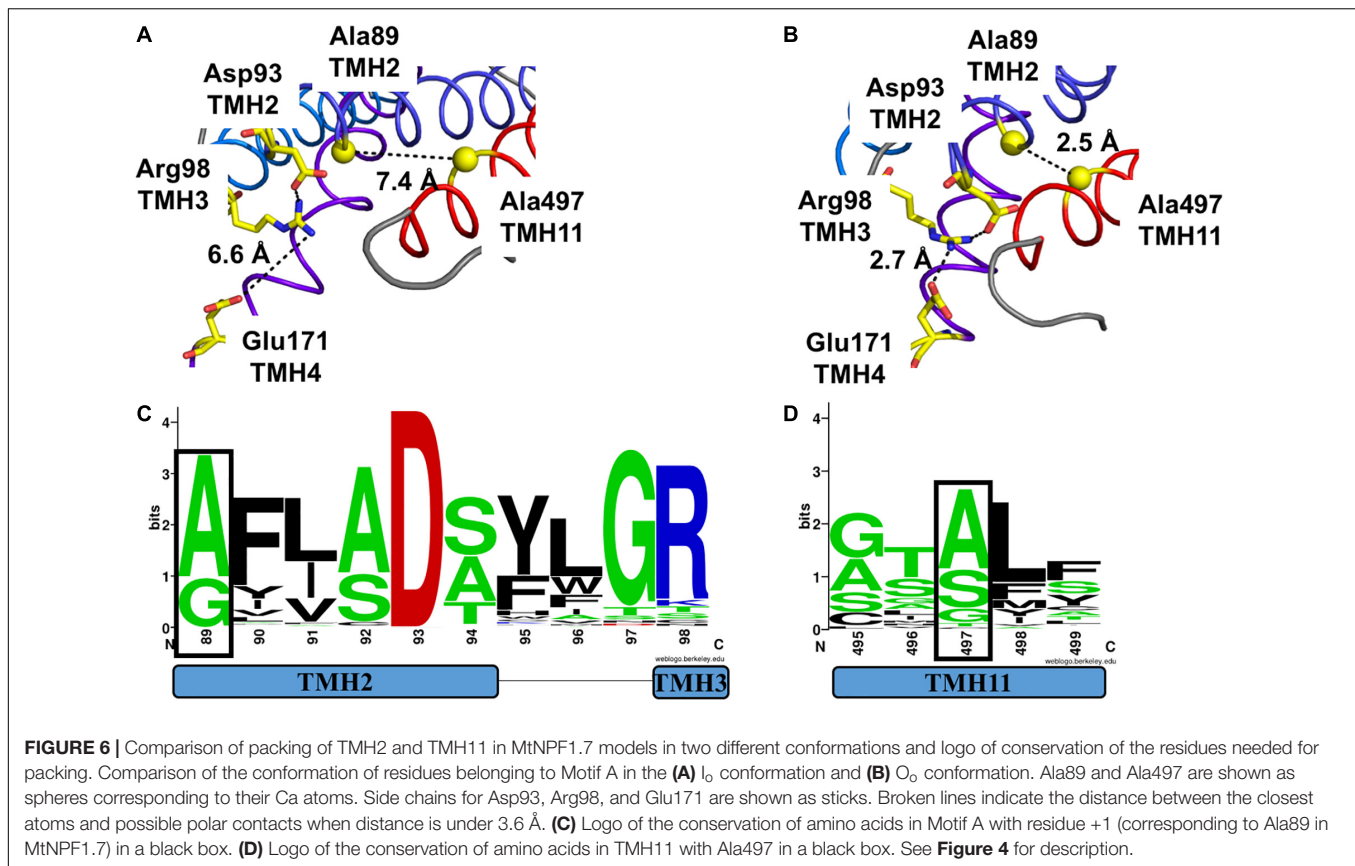 A
Ala89
TMH2
Asp93
TMH2
Arg98
TMH3
7.4 Å
6.6 Å
Ala497
TMH11
Glu171
TMH4
B
Ala89
TMH2
Asp93
TMH2
2.5 Å
Arg98
TMH3
Ala497
TMH11
2.7 Å
Glu171
TMH4
C
bits
4
3
2
1
0
N
89 90 91 92 93 94 95 96 97 98
C
A F L A D S Y L G R
G Y I S A F W
V T F
weblogo.berkeley.edu
TMH2
TMH3
D
bits
4
3
2
1
0
N
495 496 497 498 499
C
G T A L F
A S S F S
S G
C
weblogo.berkeley.edu
TMH11
FIGURE 6 | Comparison of packing of TMH2 and TMH11 in MtNPF1.7 models in two different conformations and logo of conservation of the residues needed for
packing. Comparison of the conformation of residues belonging to Motif A in the (A) Io conformation and (B) Oo conformation. Ala89 and Ala497 are shown as
spheres corresponding to their Ca atoms. Side chains for Asp93, Arg98, and Glu171 are shown as sticks. Broken lines indicate the distance between the closest
atoms and possible polar contacts when distance is under 3.6 Å. (C) Logo of the conservation of amino acids in Motif A with residue +1 (corresponding to Ala89 in
MtNPF1.7) in a black box. (D) Logo of the conservation of amino acids in TMH11 with Ala497 in a black box. See Figure 4 for description.